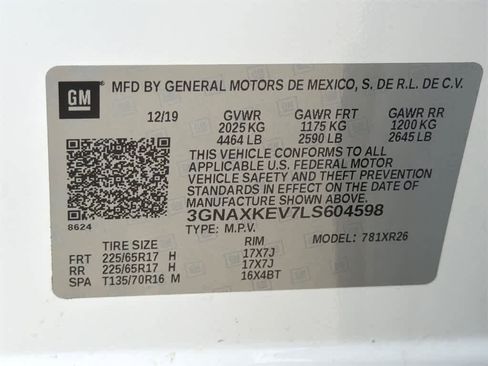 GM MFD BY GENERAL MOTORS DE MEXICO, S. DE R.L. DE C.V.
12/19 GVWR GAWR FRT GAWR RR
2025 KG 1175 KG 1200 KG
4464 LB 2590 LB 2645 LB
THIS VEHICLE CONFORMS TO ALL
APPLICABLE U.S. FEDERAL MOTOR
VEHICLE SAFETY AND THEFT PREVENTION
STANDARDS IN EFFECT ON THE DATE OF
MANUFACTURE SHOWN ABOVE.
8624 3GNAXKEV7LS604598
TYPE: M.P.V.
TIRE SIZE RIM MODEL: 781XR26
FRT 225/65R17 H 17X7J
RR 225/65R17 H 17X7J
SPA T135/70R16 M 16X4BT